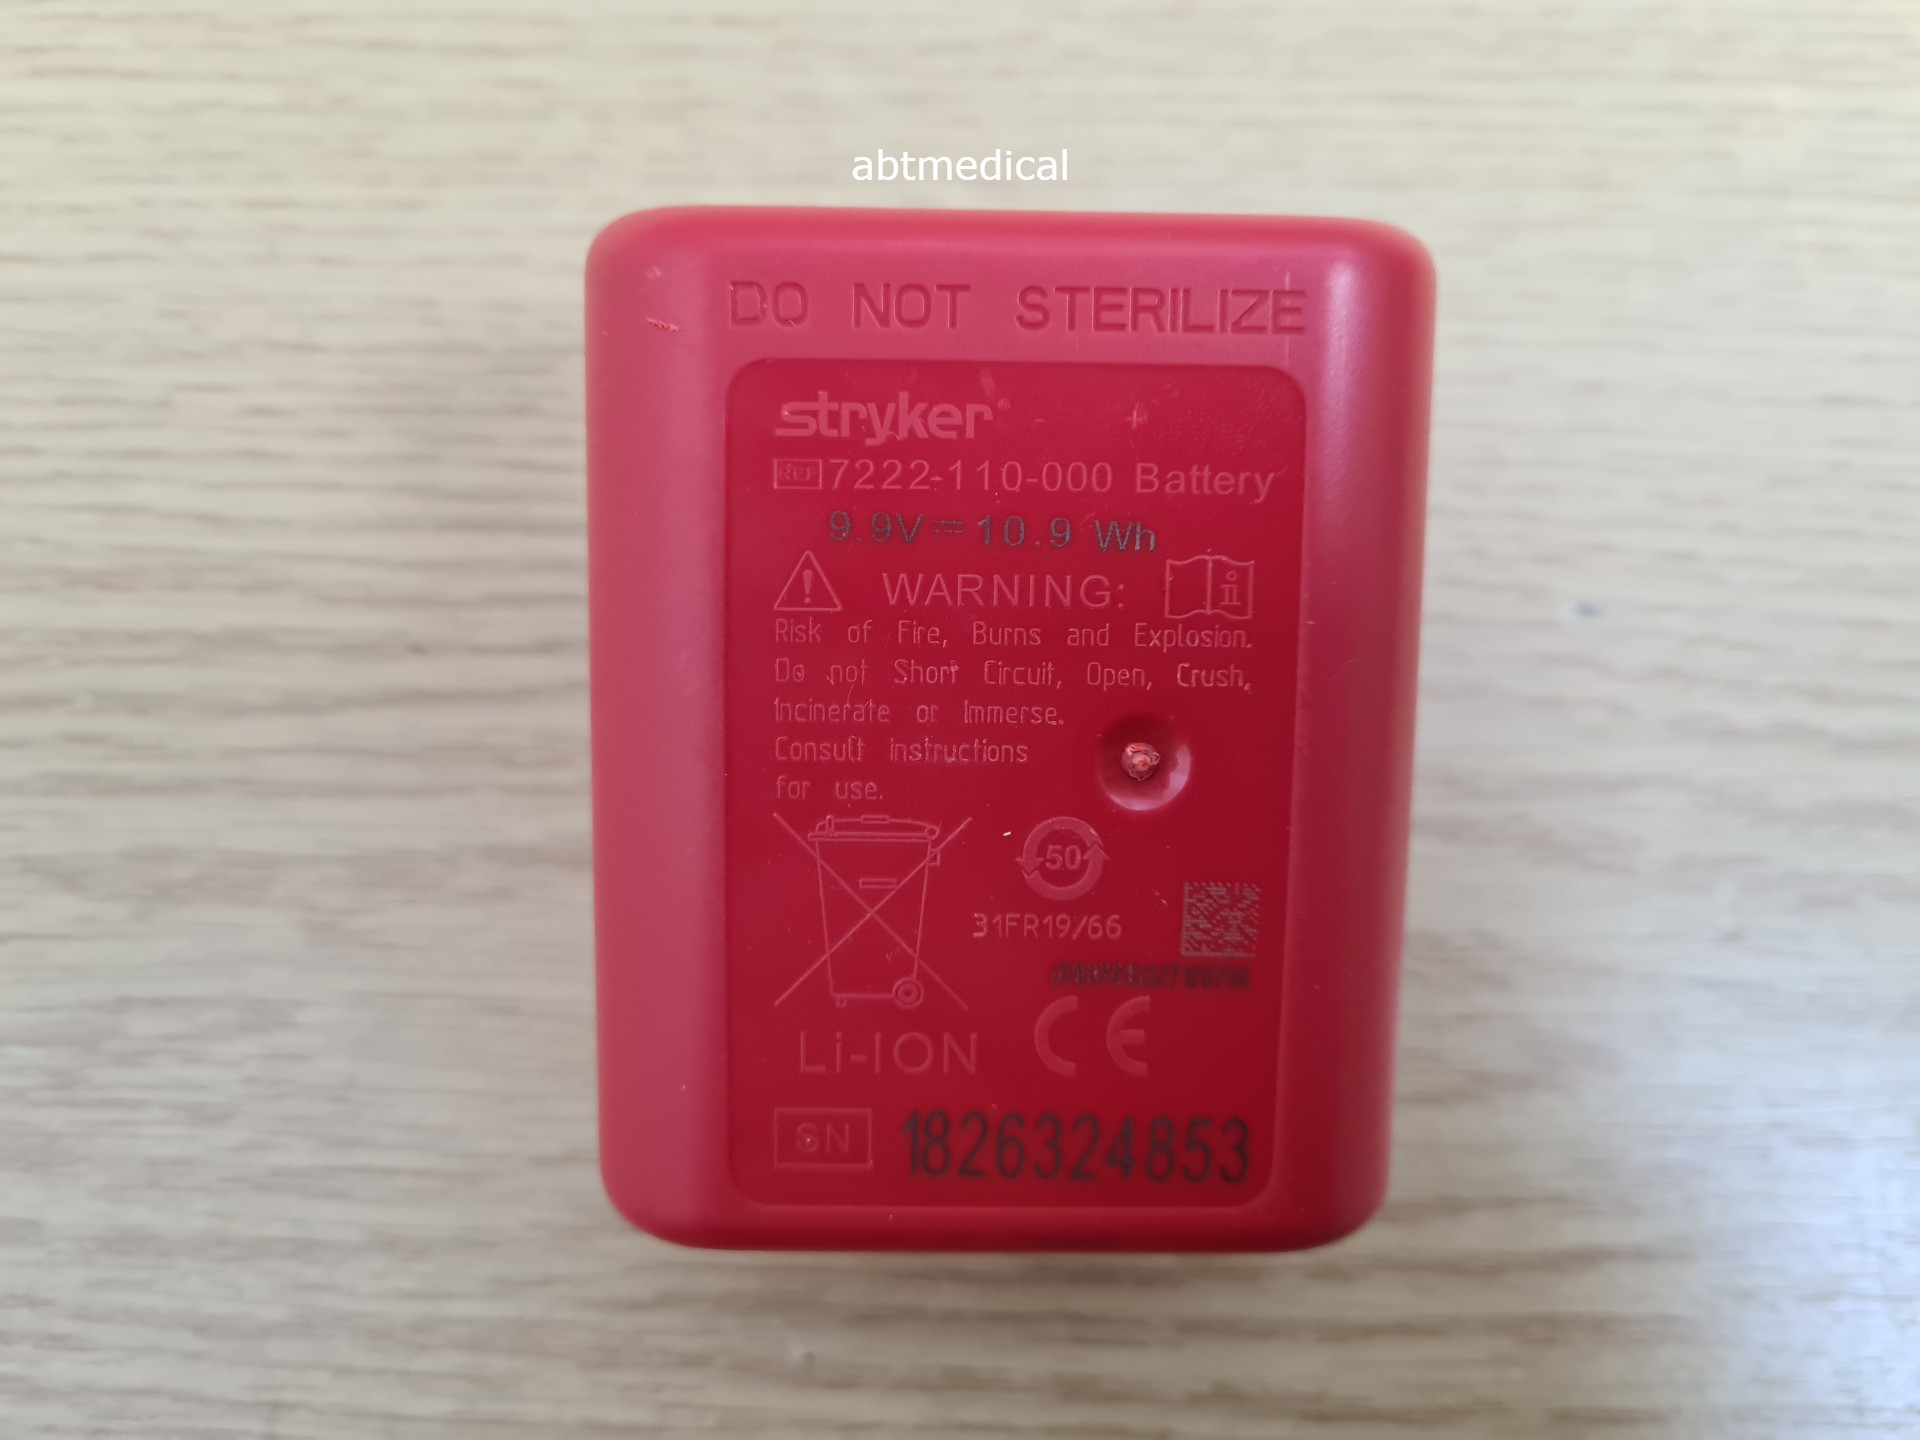 abtmedical
DO NOT STERILIZE
stryker®
REF 7222-110-000 Battery
9.9V⎓10.9 Wh
WARNING:
Risk of Fire, Burns and Explosion.
Do not Short Circuit, Open, Crush,
Incinerate or Immerse.
Consult instructions
for use.
50
31FR19/66
Li-ION CE
SN 1826324853